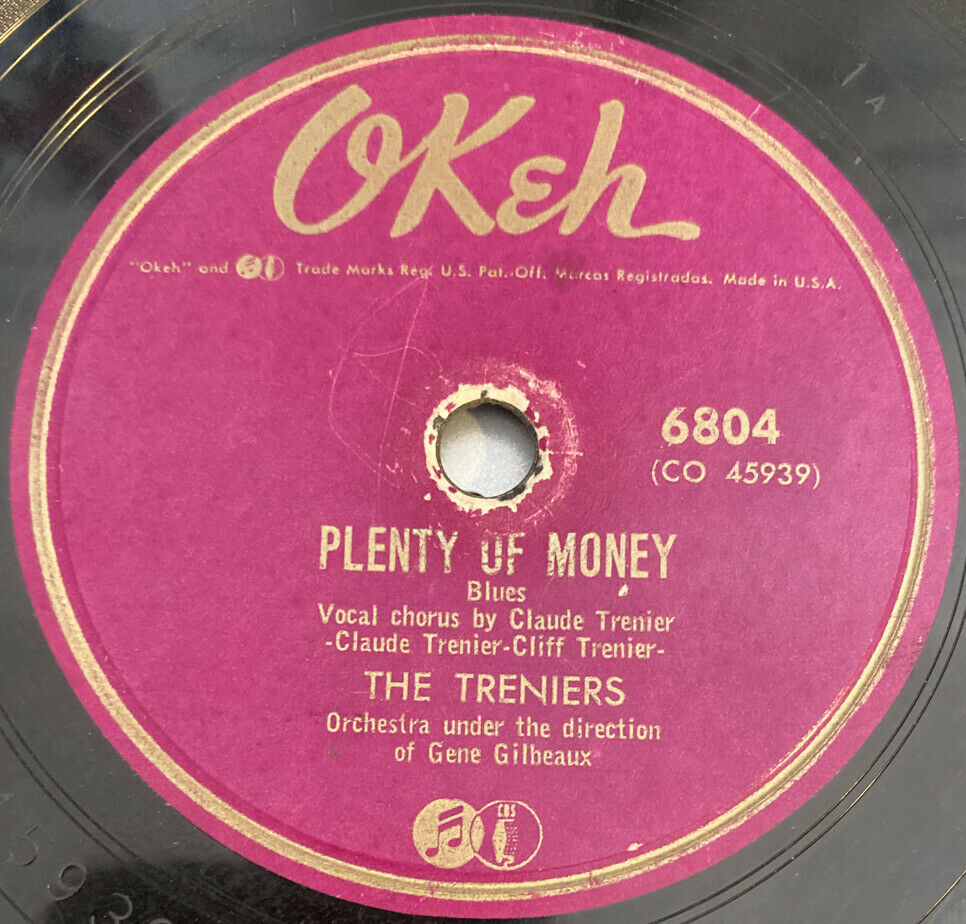 OKeh
"Okeh" and Trade Marks Reg. U.S. Pat. Off. Marcas Registradas. Made in U.S.A.
1A
6804
(CO 45939)
PLENTY OF MONEY
Blues
Vocal chorus by Claude Trenier
-Claude Trenier-Cliff Trenier-
THE TRENIERS
Orchestra under the direction
of Gene Gilbeaux
CBS